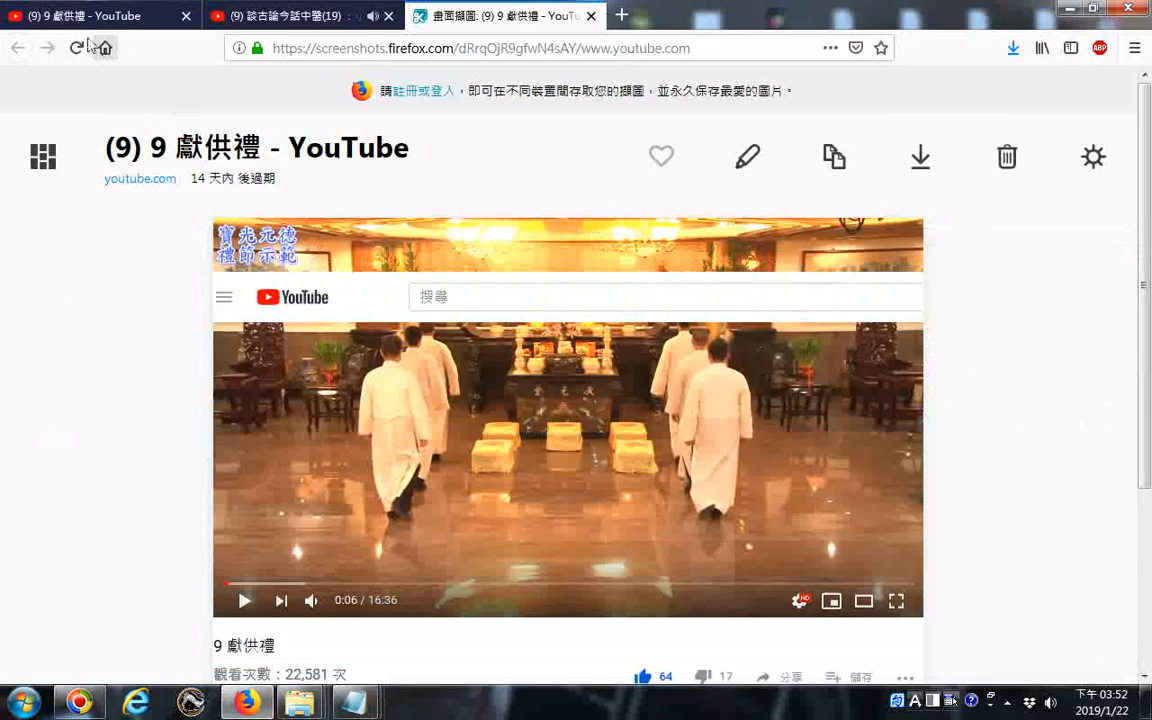 (9) 9 獻供禮 - YouTube
(9) 談古論今話中醫(19) :
畫面擷圖: (9) 9 獻供禮 - YouTu
https://screenshots.firefox.com/dRrqOjR9gfwN4sAY/www.youtube.com
ABP
請註冊或登入，即可在不同裝置間存取您的擷圖，並永久保存最愛的圖片。
(9) 9 獻供禮 - YouTube
youtube.com 14 天內 後過期
寶光元德
禮節示範
YouTube
搜尋
0:06 / 16:36
HD
9 獻供禮
觀看次數：22,581 次
64
17
分享
儲存
A
下午 03:52
2019/1/22